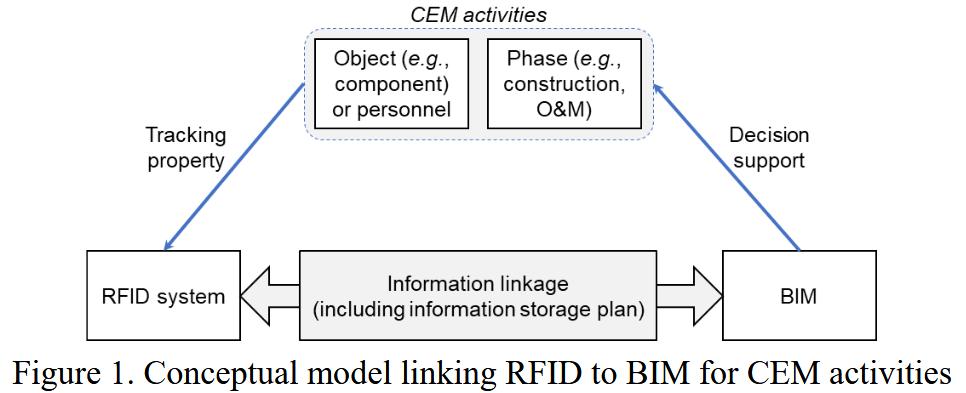 CEM activities
Object (e.g.,
component)
or personnel
Phase (e.g.,
construction,
O&M)
Tracking
property
Decision
support
RFID system
Information linkage
(including information storage plan)
BIM
Figure 1. Conceptual model linking RFID to BIM for CEM activities